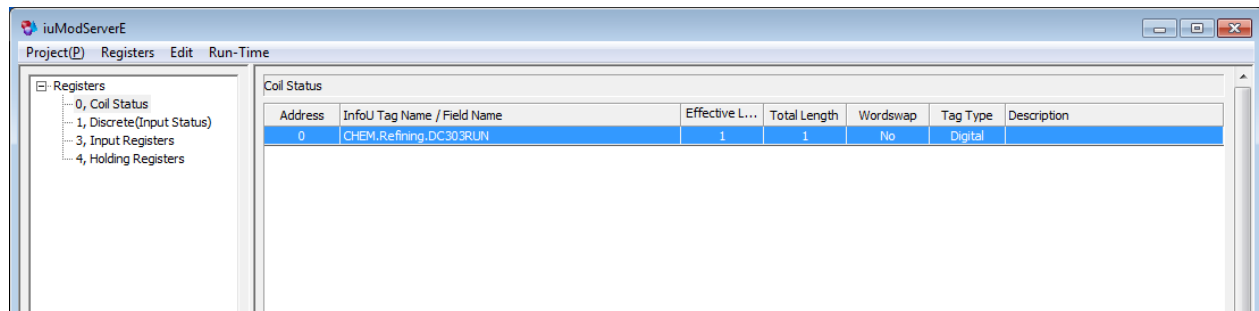 iuModServerE
Project(P) Registers Edit Run-Time
Registers
0, Coil Status
1, Discrete(Input Status)
3, Input Registers
4, Holding Registers
Coil Status
Address InfoU Tag Name / Field Name Effective L... Total Length Wordswap Tag Type Description
0 CHEM.Refining.DC303RUN 1 1 No Digital